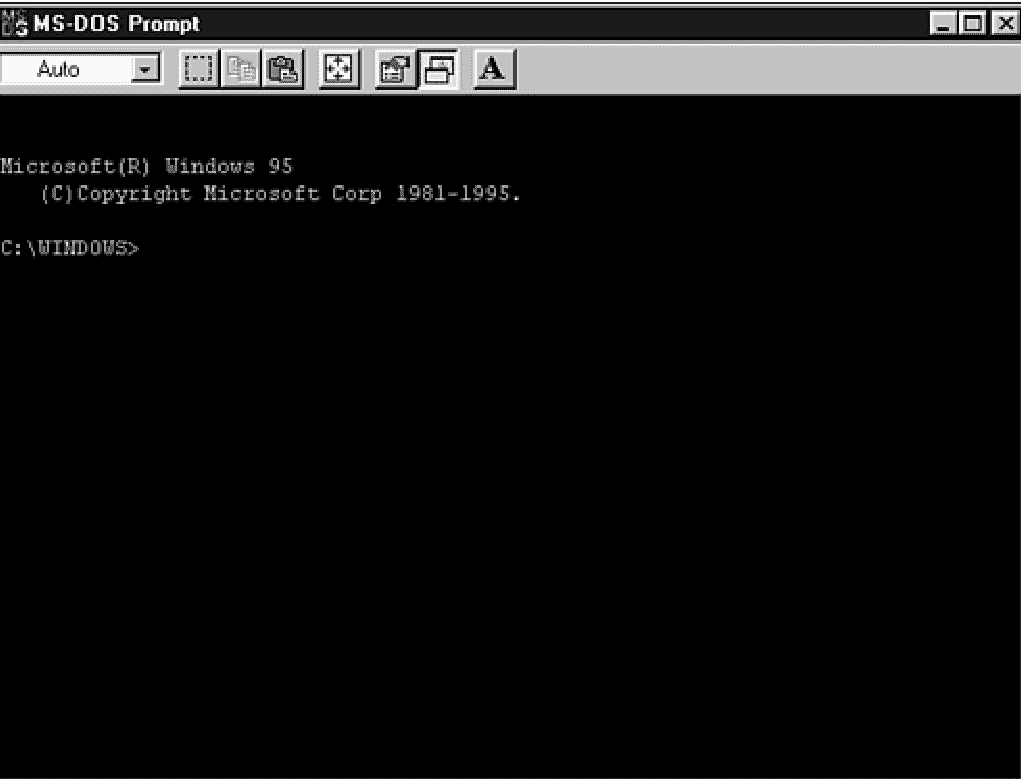 MS-DOS Prompt
Auto
A
Microsoft(R) Windows 95
(C)Copyright Microsoft Corp 1981-1995.
C:\WINDOWS>